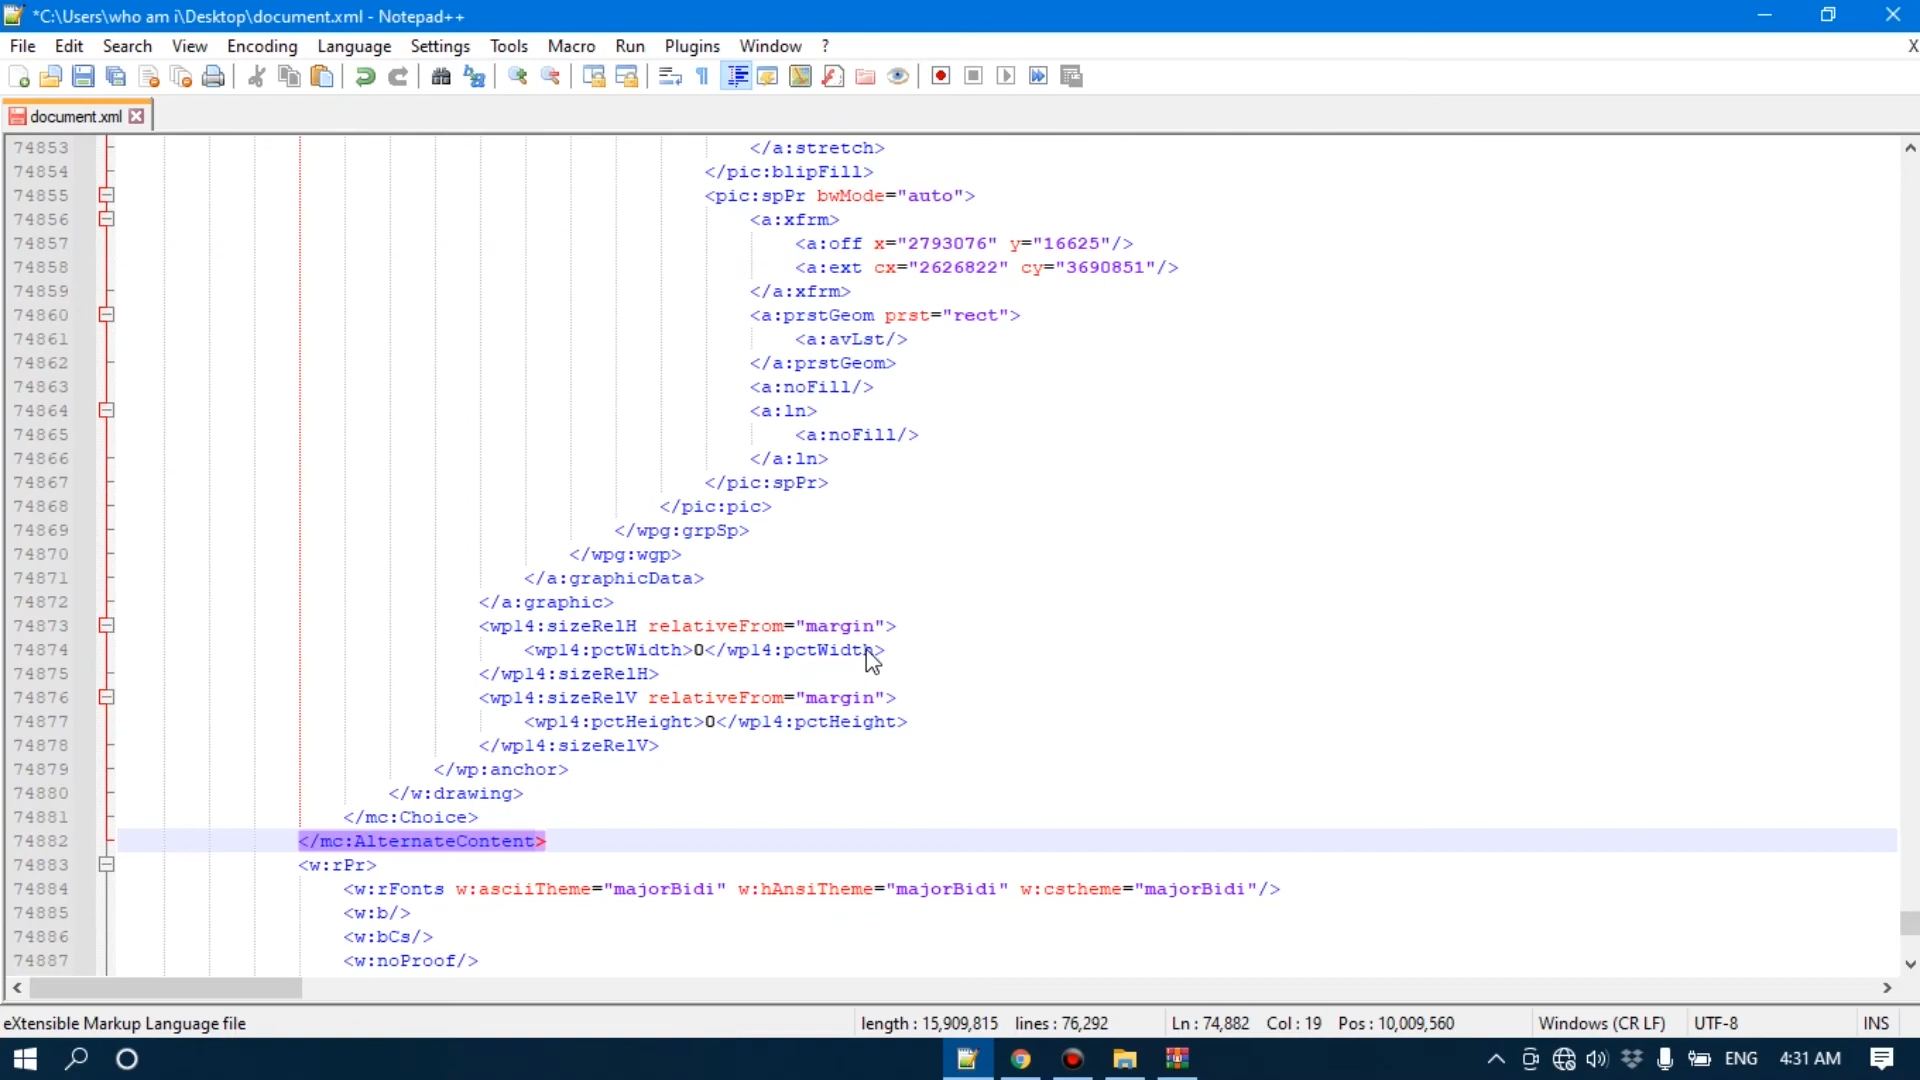 *C:\Users\who am i\Desktop\document.xml - Notepad++
File Edit Search View Encoding Language Settings Tools Macro Run Plugins Window ? X
document.xml
74853 </a:stretch>
74854 </pic:blipFill>
74855 <pic:spPr bwMode="auto">
74856 <a:xfrm>
74857 <a:off x="2793076" y="16625"/>
74858 <a:ext cx="2626822" cy="3690851"/>
74859 </a:xfrm>
74860 <a:prstGeom prst="rect">
74861 <a:avLst/>
74862 </a:prstGeom>
74863 <a:noFill/>
74864 <a:ln>
74865 <a:noFill/>
74866 </a:ln>
74867 </pic:spPr>
74868 </pic:pic>
74869 </wpg:grpSp>
74870 </wpg:wgp>
74871 </a:graphicData>
74872 </a:graphic>
74873 <wp14:sizeRelH relativeFrom="margin">
74874 <wp14:pctWidth>0</wp14:pctWidth>
74875 </wp14:sizeRelH>
74876 <wp14:sizeRelV relativeFrom="margin">
74877 <wp14:pctHeight>0</wp14:pctHeight>
74878 </wp14:sizeRelV>
74879 </wp:anchor>
74880 </w:drawing>
74881 </mc:Choice>
74882 </mc:AlternateContent>
74883 <w:rPr>
74884 <w:rFonts w:asciiTheme="majorBidi" w:hAnsiTheme="majorBidi" w:cstheme="majorBidi"/>
74885 <w:b/>
74886 <w:bCs/>
74887 <w:noProof/>
eXtensible Markup Language file length : 15,909,815 lines : 76,292 Ln : 74,882 Col : 19 Pos : 10,009,560 Windows (CR LF) UTF-8 INS
ENG 4:31 AM